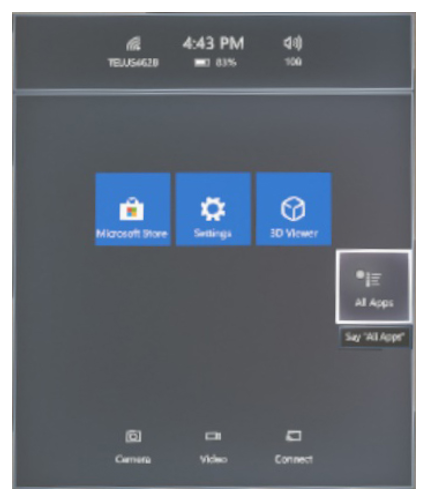 4:43 PM
TELUS4628 83% 100
Microsoft Store Settings 3D Viewer
All Apps
Say "All Apps"
Camera Video Connect